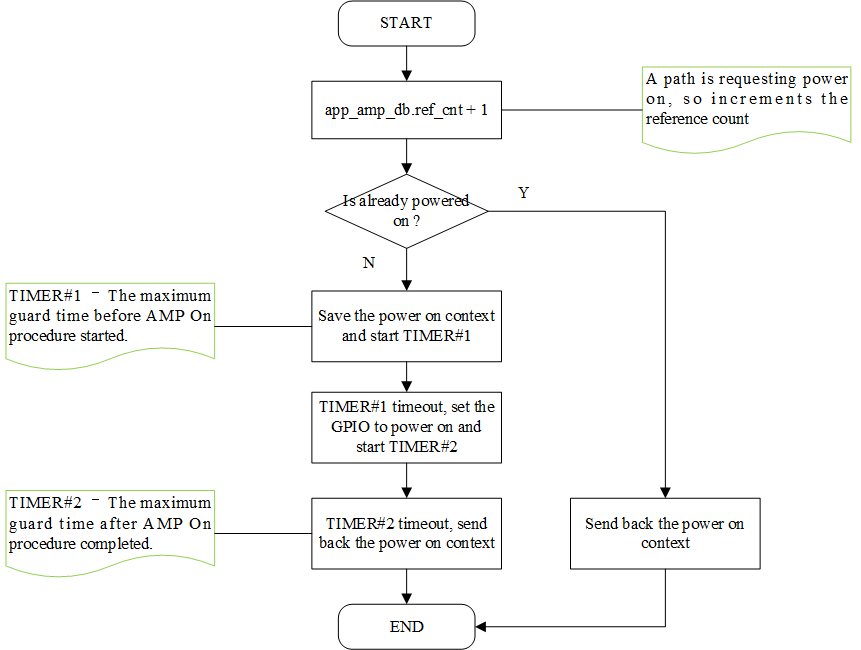 START
app_amp_db.ref_cnt + 1
A path is requesting power
on, so increments the
reference count
Is already powered
on ?
Y
N
TIMER#1 － The maximum
guard time before AMP On
procedure started.
Save the power on context
and start TIMER#1
TIMER#1 timeout, set the
GPIO to power on and
start TIMER#2
TIMER#2 － The maximum
guard time after AMP On
procedure completed.
TIMER#2 timeout, send
back the power on context
Send back the power on
context
END